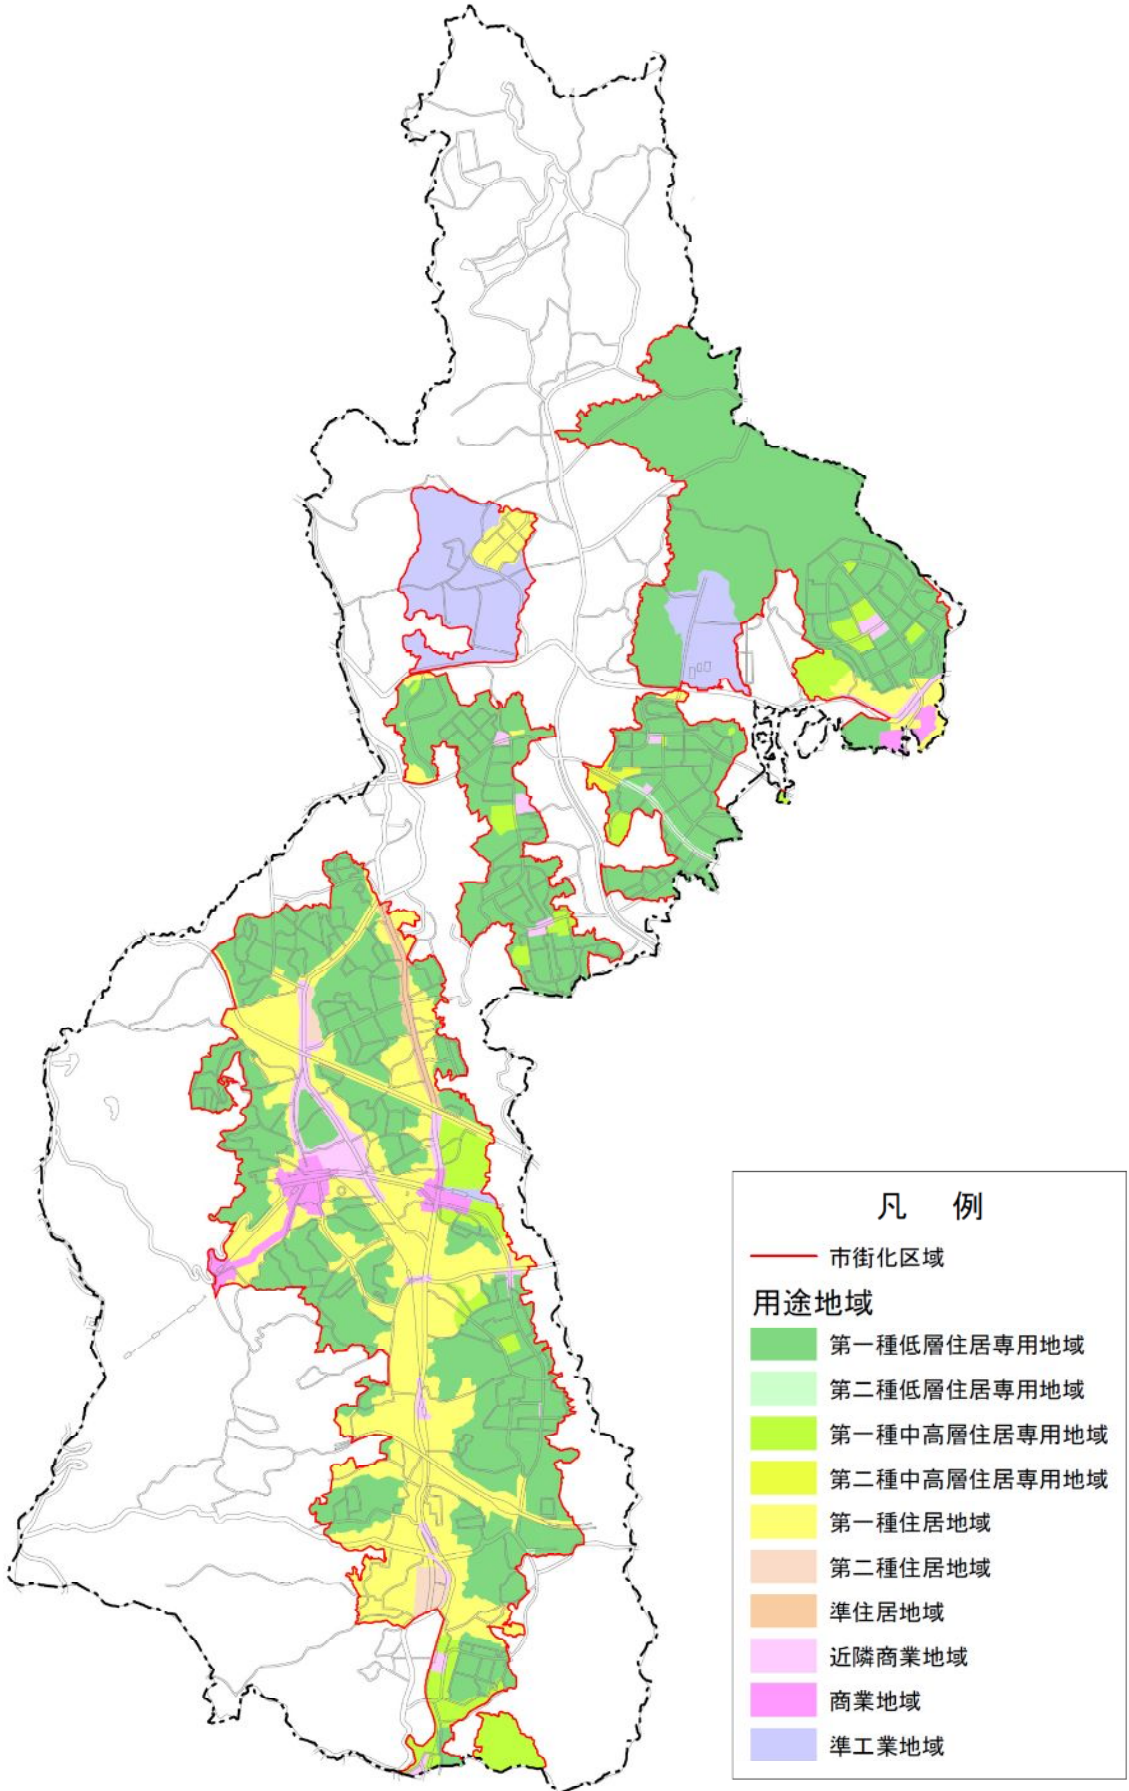 凡 例
市街化区域
用途地域
第一種低層住居専用地域
第二種低層住居専用地域
第一種中高層住居専用地域
第二種中高層住居専用地域
第一種住居地域
第二種住居地域
準住居地域
近隣商業地域
商業地域
準工業地域